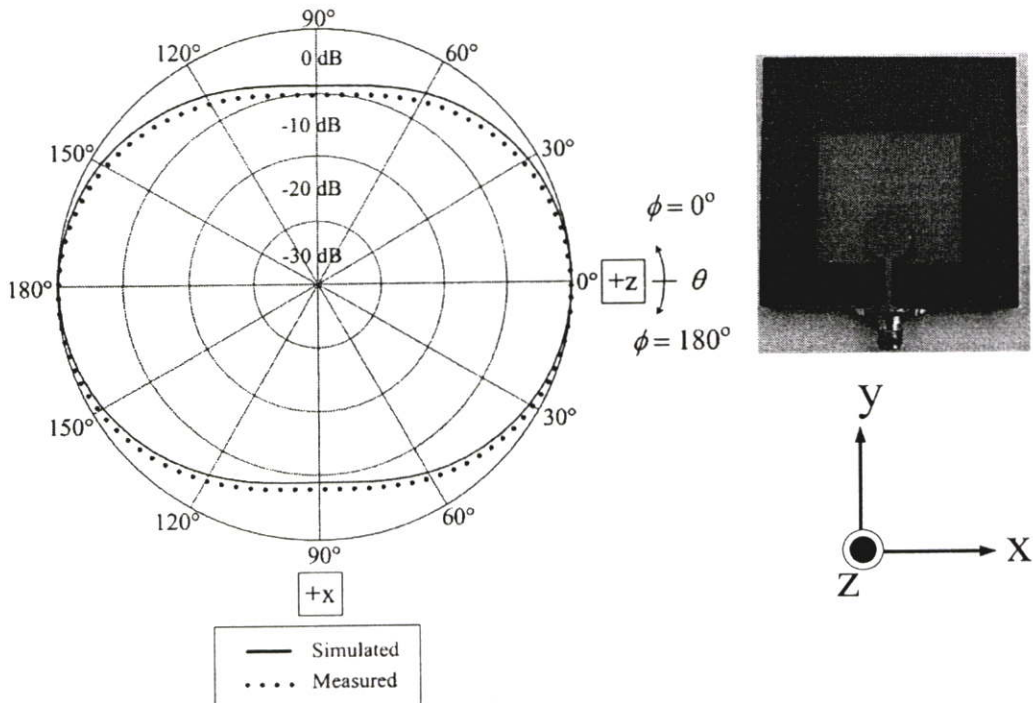 90°
120°
0 dB
60°
-10 dB
150°
30°
-20 dB
ϕ = 0°
-30 dB
180°
0°
+z
θ
ϕ = 180°
150°
30°
120°
60°
90°
+x
Simulated
Measured
y
x
z